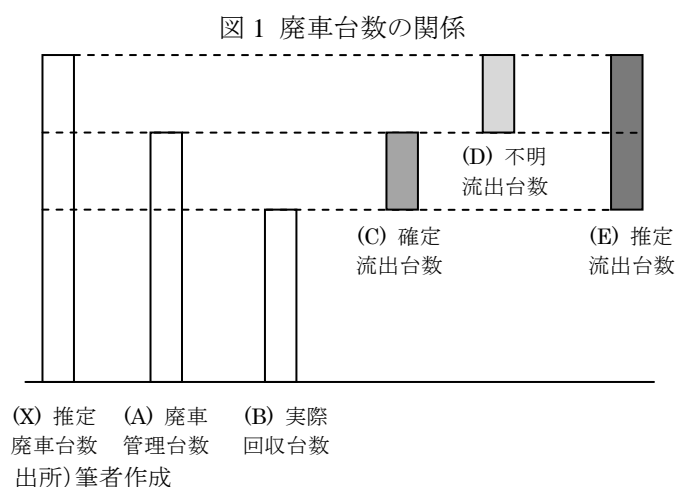 図 1 廃車台数の関係
(D) 不明
流出台数
(C) 確定
流出台数
(E) 推定
流出台数
(X) 推定
廃車台数
(A) 廃車
管理台数
(B) 実際
回収台数
出所)筆者作成